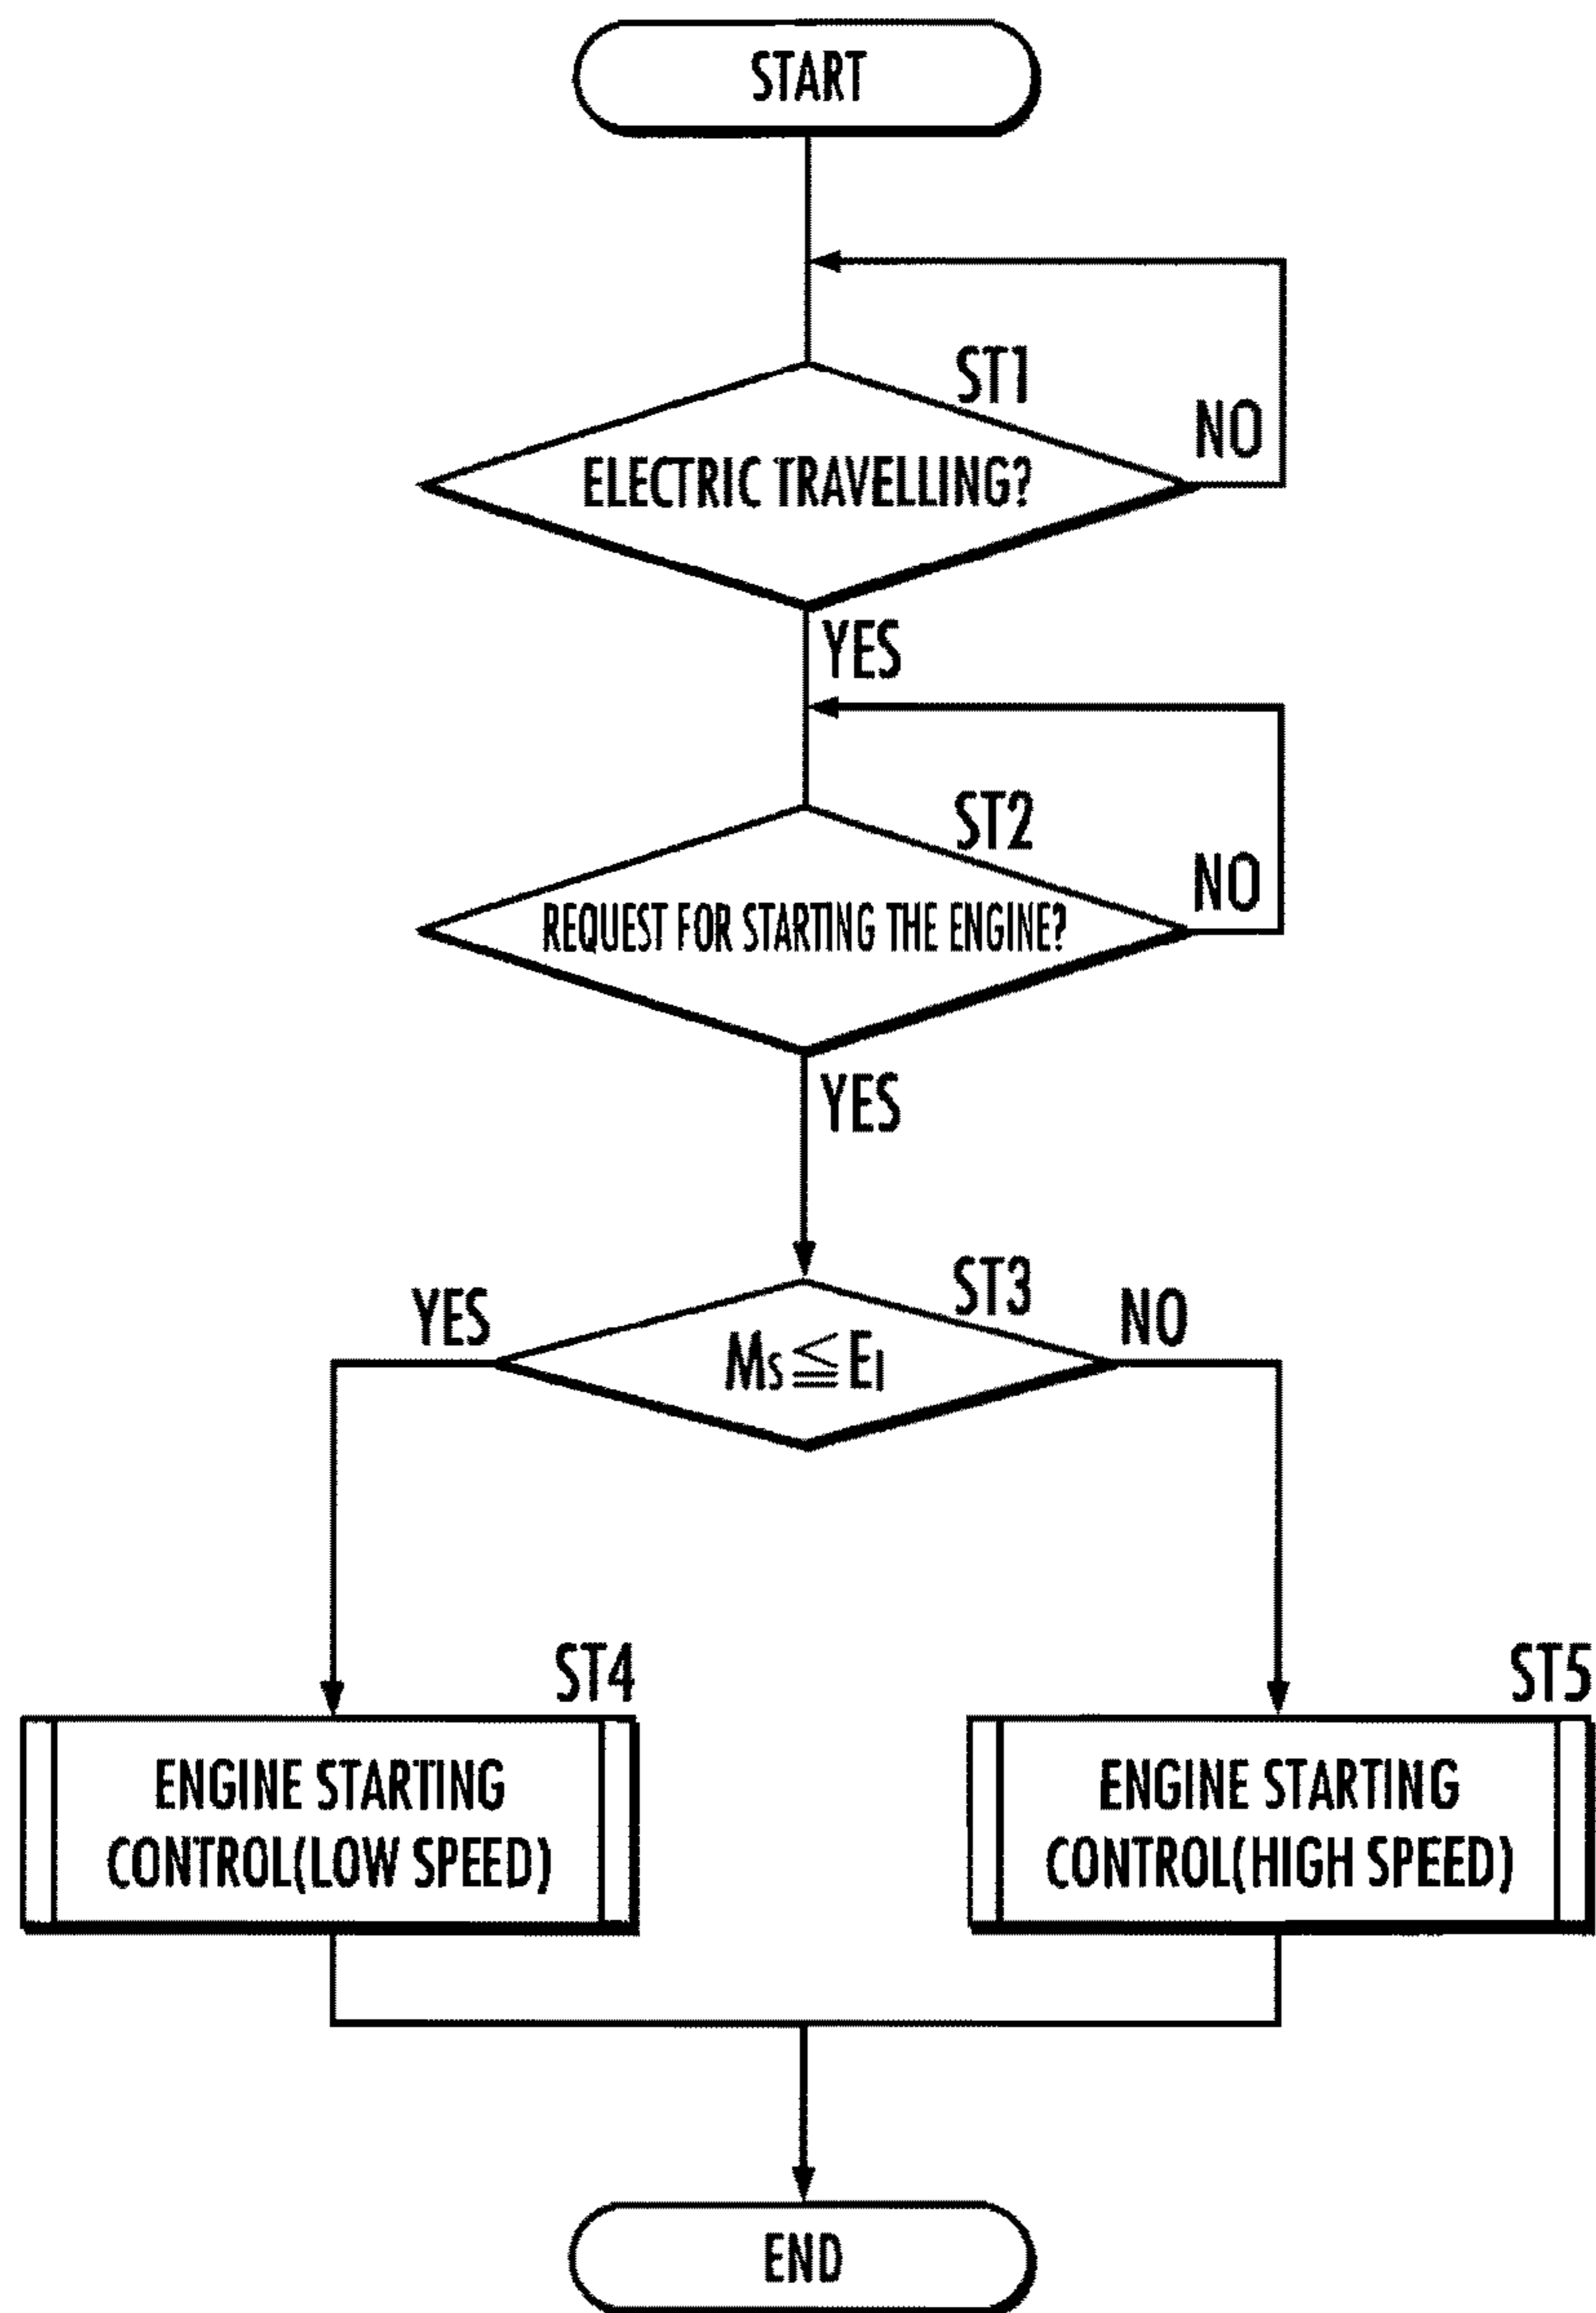 START
ST1
NO
ELECTRIC TRAVELLING?
YES
ST2
NO
REQUEST FOR STARTING THE ENGINE?
YES
ST3
YES
NO
Ms ≦ EI
ST4
ENGINE STARTING
CONTROL(LOW SPEED)
ST5
ENGINE STARTING
CONTROL(HIGH SPEED)
END